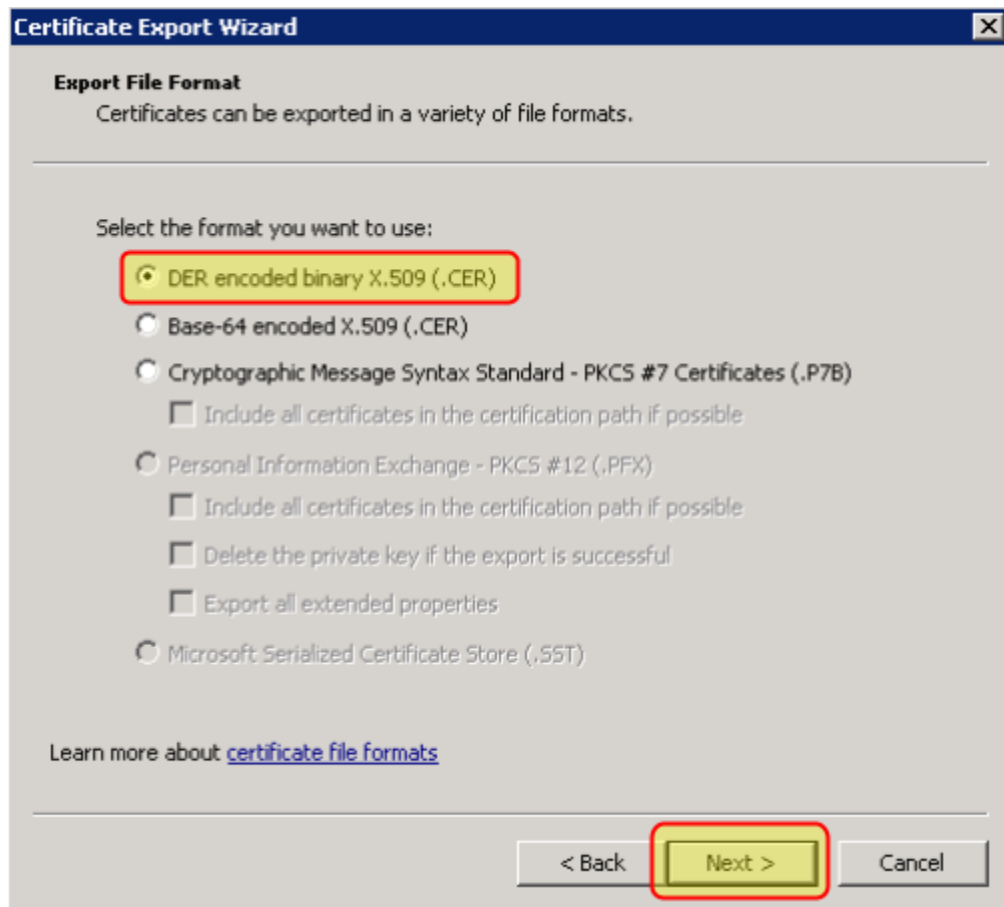 Certificate Export Wizard
Export File Format
Certificates can be exported in a variety of file formats.
Select the format you want to use:
DER encoded binary X.509 (.CER)
Base-64 encoded X.509 (.CER)
Cryptographic Message Syntax Standard - PKCS #7 Certificates (.P7B)
Include all certificates in the certification path if possible
Personal Information Exchange - PKCS #12 (.PFX)
Include all certificates in the certification path if possible
Delete the private key if the export is successful
Export all extended properties
Microsoft Serialized Certificate Store (.SST)
Learn more about certificate file formats
< Back Next > Cancel